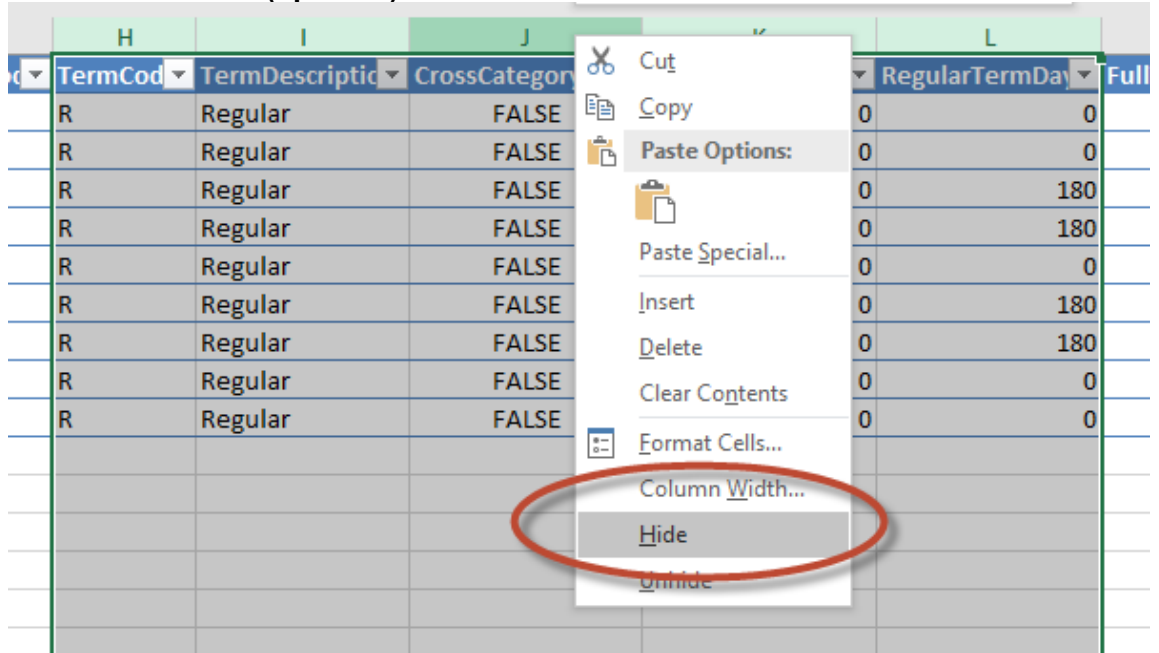 H I J L
TermCod TermDescriptic CrossCategory RegularTermDay Full
R Regular FALSE 0 0
R Regular FALSE 0 0
R Regular FALSE 0 180
R Regular FALSE 0 180
R Regular FALSE 0 0
R Regular FALSE 0 180
R Regular FALSE 0 180
R Regular FALSE 0 0
R Regular FALSE 0 0
Cut
Copy
Paste Options:
Paste Special...
Insert
Delete
Clear Contents
Format Cells...
Column Width...
Hide
Unhide